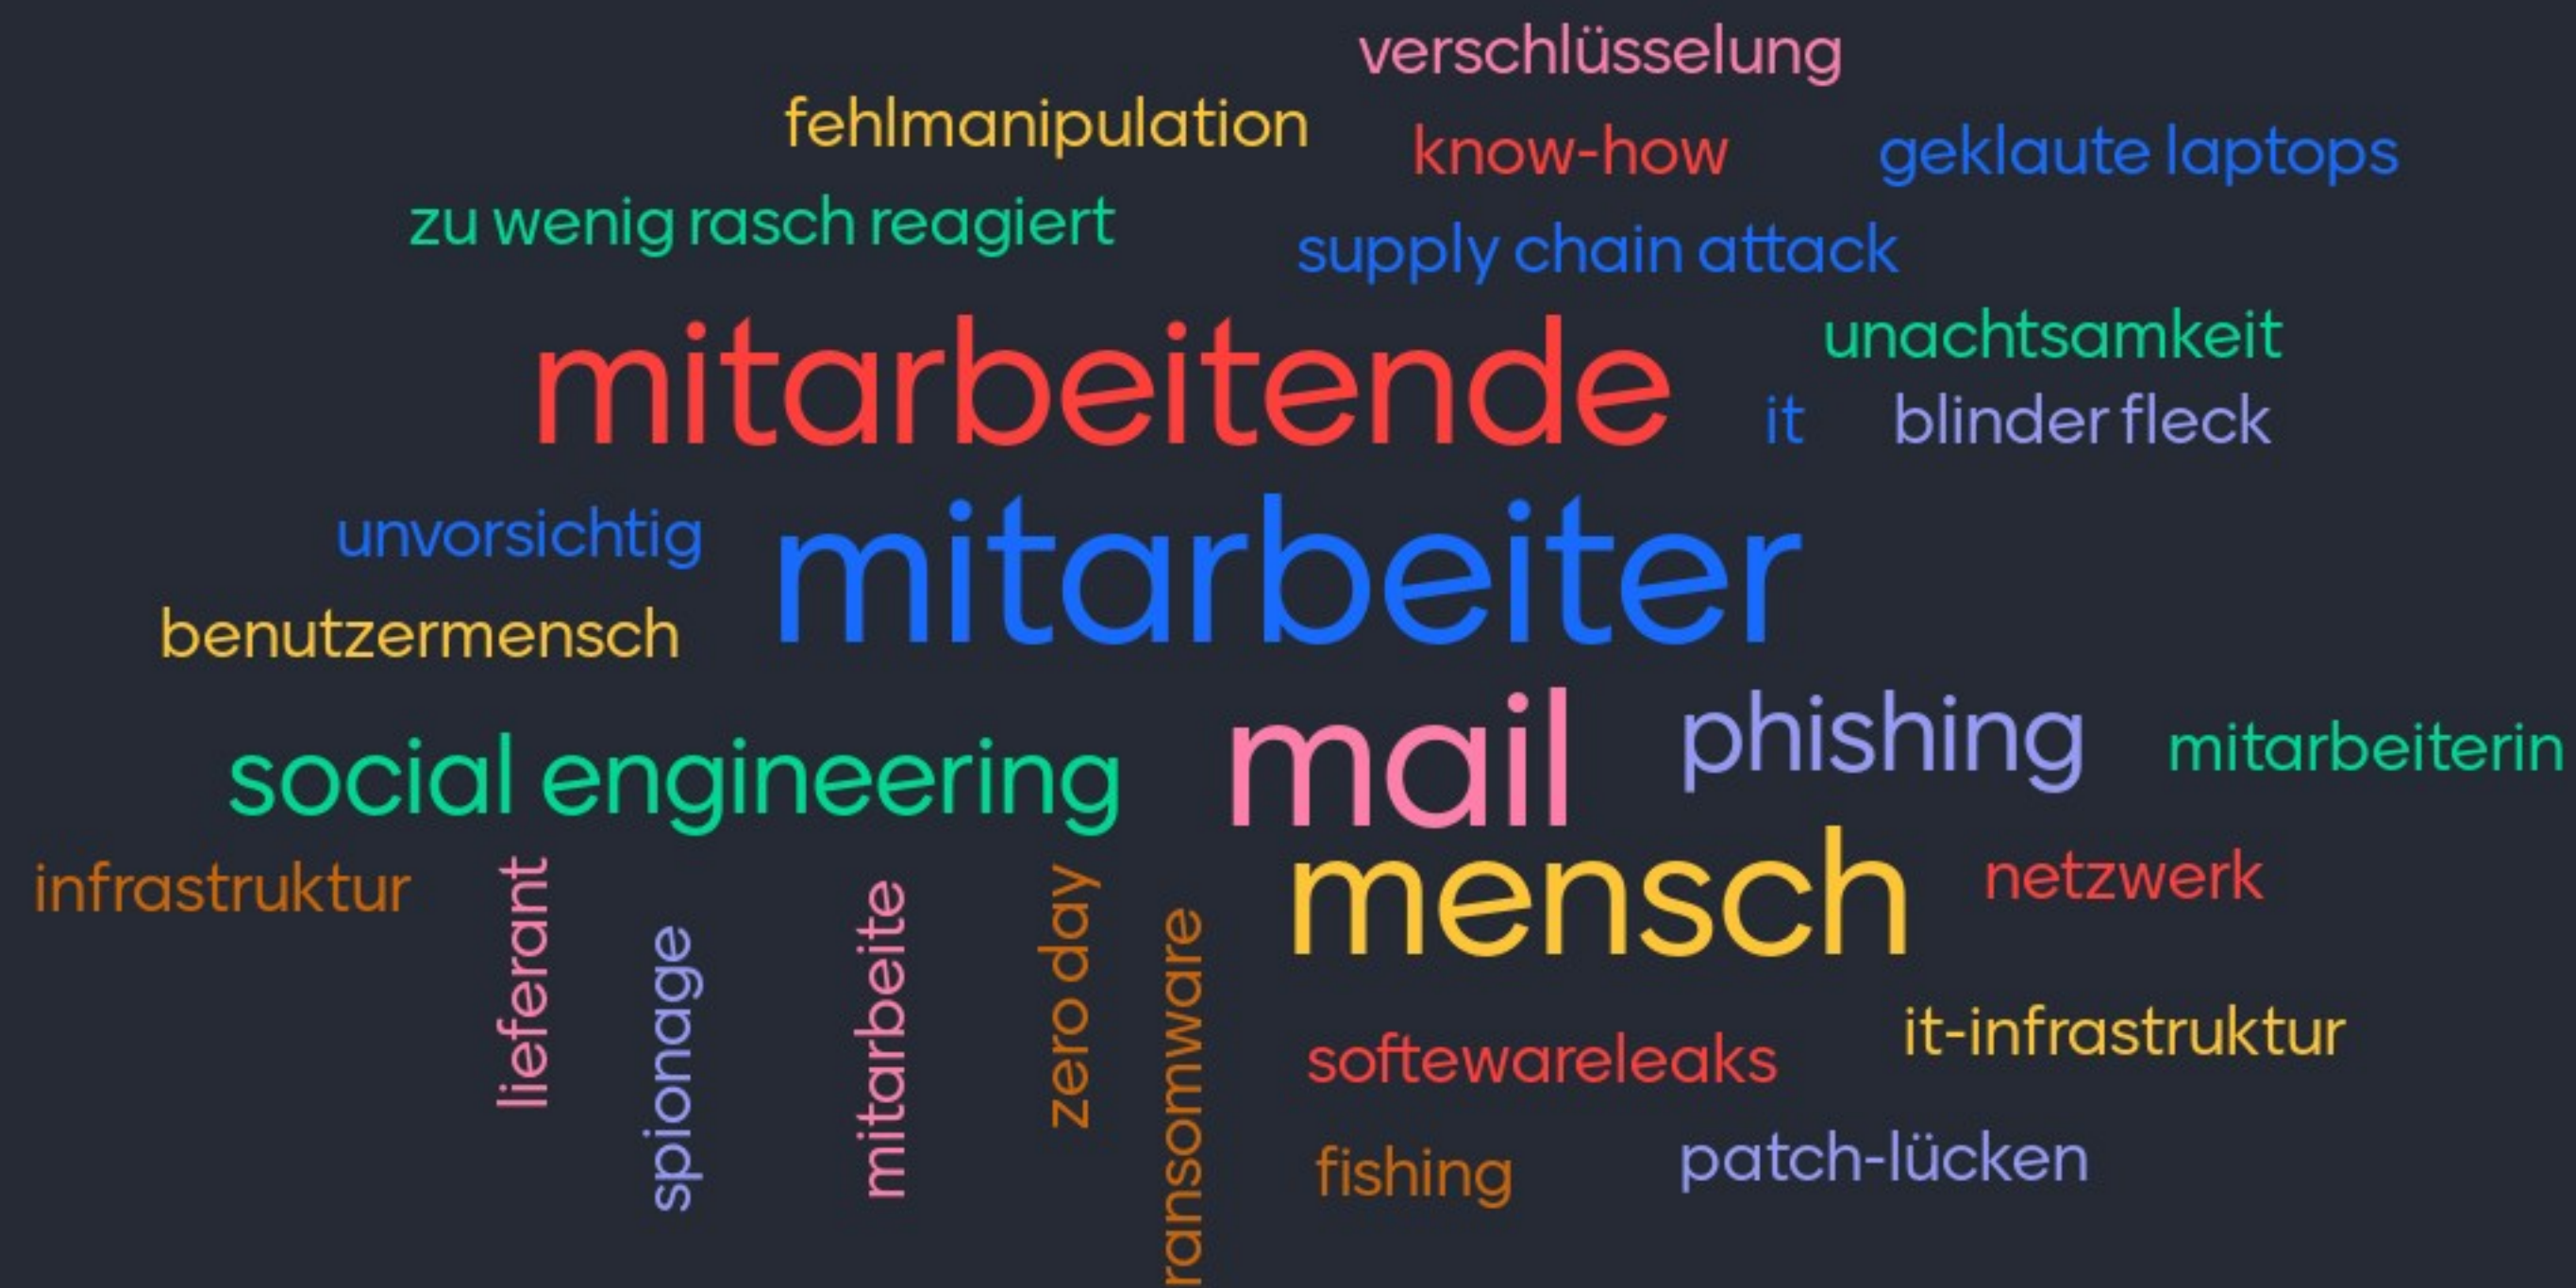 verschlüsselung
fehlmanipulation
know-how
geklaute laptops
zu wenig rasch reagiert
supply chain attack
mitarbeitende
unachtsamkeit
it
blinder fleck
unvorsichtig
mitarbeiter
benutzermensch
mail
phishing
mitarbeiterin
social engineering
mensch
netzwerk
infrastruktur
lieferant
spionage
mitarbeite
zero day
ransomware
softewareleaks
it-infrastruktur
fishing
patch-lücken